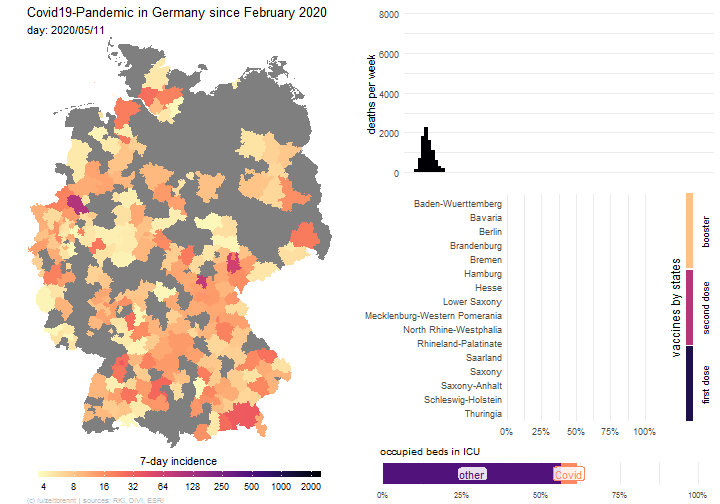 Covid19-Pandemic in Germany since February 2020
day: 2020/05/11
7-day incidence
4 8 16 32 64 125 250 500 1000 2000
(c) /u/zeitbremt | sources: RKI, DIVI, ESRI
deaths per week
8000
6000
4000
2000
0
Baden-Wuerttemberg
Bavaria
Berlin
Brandenburg
Bremen
Hamburg
Hesse
Lower Saxony
Mecklenburg-Western Pomerania
North Rhine-Westphalia
Rhineland-Palatinate
Saarland
Saxony
Saxony-Anhalt
Schleswig-Holstein
Thuringia
0% 25% 50% 75% 100%
vaccines by states
booster
second dose
first dose
occupied beds in ICU
other Covid
0% 25% 50% 75% 100%